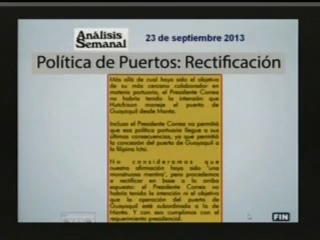 Análisis
Semanal
23 de septiembre 2013
Política de Puertos: Rectificación
Más allá de cual haya sido el objetivo
de su más cercano colaborador en
materia portuaria, el Presidente Correa
no habría tenido la intención que
Hutchison maneje el puerto de
Guayaquil desde Manta.
Incluso el Presidente Correa no permitió
que esa política portuaria llegue a sus
últimas consecuencias, ya que permitió
la concesión del puerto de Guayaquil a
la filipina Ictsi.
No consideramos que
nuestra afirmación haya sido "una
monstruosa mentira", pero procedemos
a rectificar en base a lo arriba
expuesto: el Presidente Correa no
habría tenido la intención ni el objetivo
que la operación del puerto de
Guayaquil esté subordinada a la de
Manta. Y con eso cumplimos con el
requerimiento presidencial.
FIN